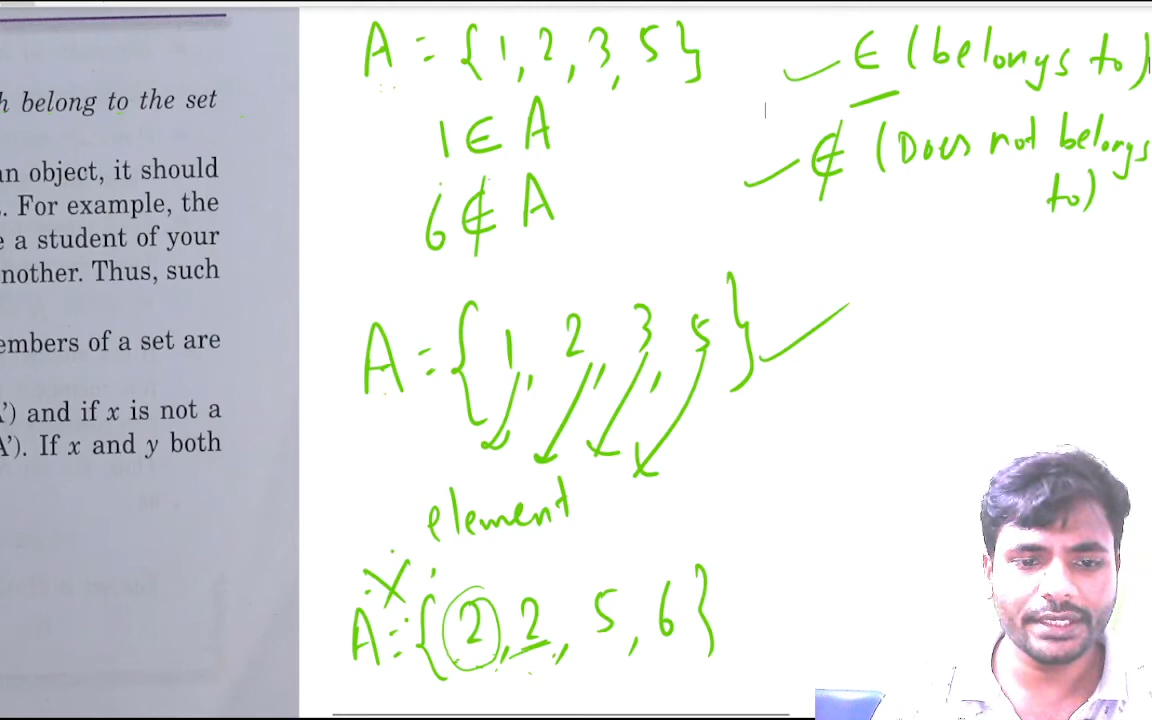 h belong to the set
an object, it should
. For example, the
e a student of your
nother. Thus, such
embers of a set are
A’) and if x is not a
A’). If x and y both
A = {1, 2, 3, 5}
1 ∈ A
6 ∉ A
∈ (belongs to)
∉ (Does not belongs
to)
A = {1, 2, 3, 5}
element
A = {2, 2, 5, 6}